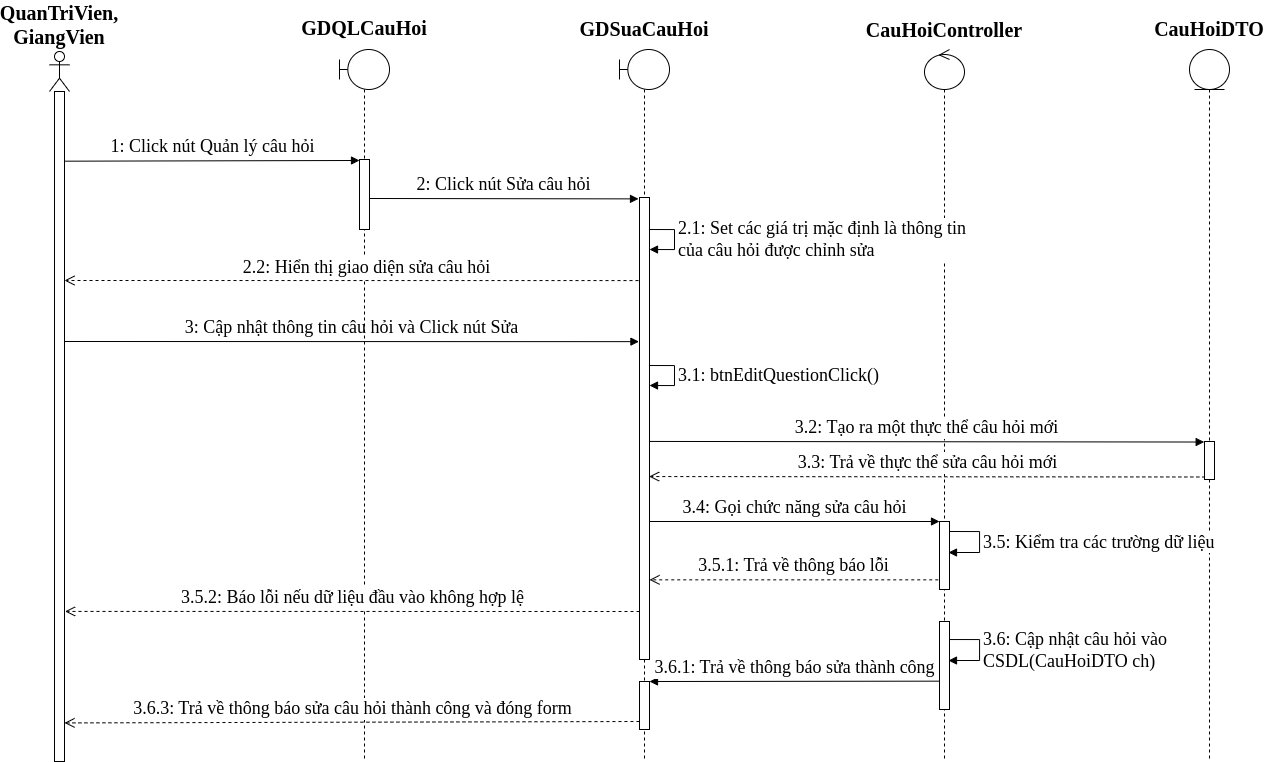 QuanTriVien,
GiangVien
GDQLCauHoi
GDSuaCauHoi
CauHoiController
CauHoiDTO
1: Click nút Quản lý câu hỏi
2: Click nút Sửa câu hỏi
2.1: Set các giá trị mặc định là thông tin
của câu hỏi được chỉnh sửa
2.2: Hiển thị giao diện sửa câu hỏi
3: Cập nhật thông tin câu hỏi và Click nút Sửa
3.1: btnEditQuestionClick()
3.2: Tạo ra một thực thể câu hỏi mới
3.3: Trả về thực thể sửa câu hỏi mới
3.4: Gọi chức năng sửa câu hỏi
3.5: Kiểm tra các trường dữ liệu
3.5.1: Trả về thông báo lỗi
3.5.2: Báo lỗi nếu dữ liệu đầu vào không hợp lệ
3.6: Cập nhật câu hỏi vào
CSDL(CauHoiDTO ch)
3.6.1: Trả về thông báo sửa thành công
3.6.3: Trả về thông báo sửa câu hỏi thành công và đóng form